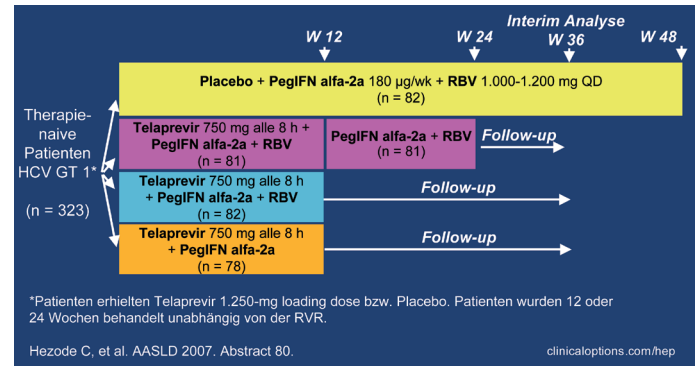 Interim Analyse
W 12
W 24
W 36
W 48
Placebo + PegIFN alfa-2a 180 µg/wk + RBV 1.000-1.200 mg QD
(n = 82)
Therapie-
naive
Patienten
HCV GT 1*
(n = 323)
Telaprevir 750 mg alle 8 h +
PegIFN alfa-2a + RBV
(n = 81)
PegIFN alfa-2a + RBV
(n = 81)
Follow-up
Telaprevir 750 mg alle 8 h
+ PegIFN alfa-2a + RBV
(n = 82)
Follow-up
Telaprevir 750 mg alle 8 h
+ PegIFN alfa-2a
(n = 78)
Follow-up
*Patienten erhielten Telaprevir 1.250-mg loading dose bzw. Placebo. Patienten wurden 12 oder
24 Wochen behandelt unabhängig von der RVR.
Hezode C, et al. AASLD 2007. Abstract 80.
clinicaloptions.com/hep